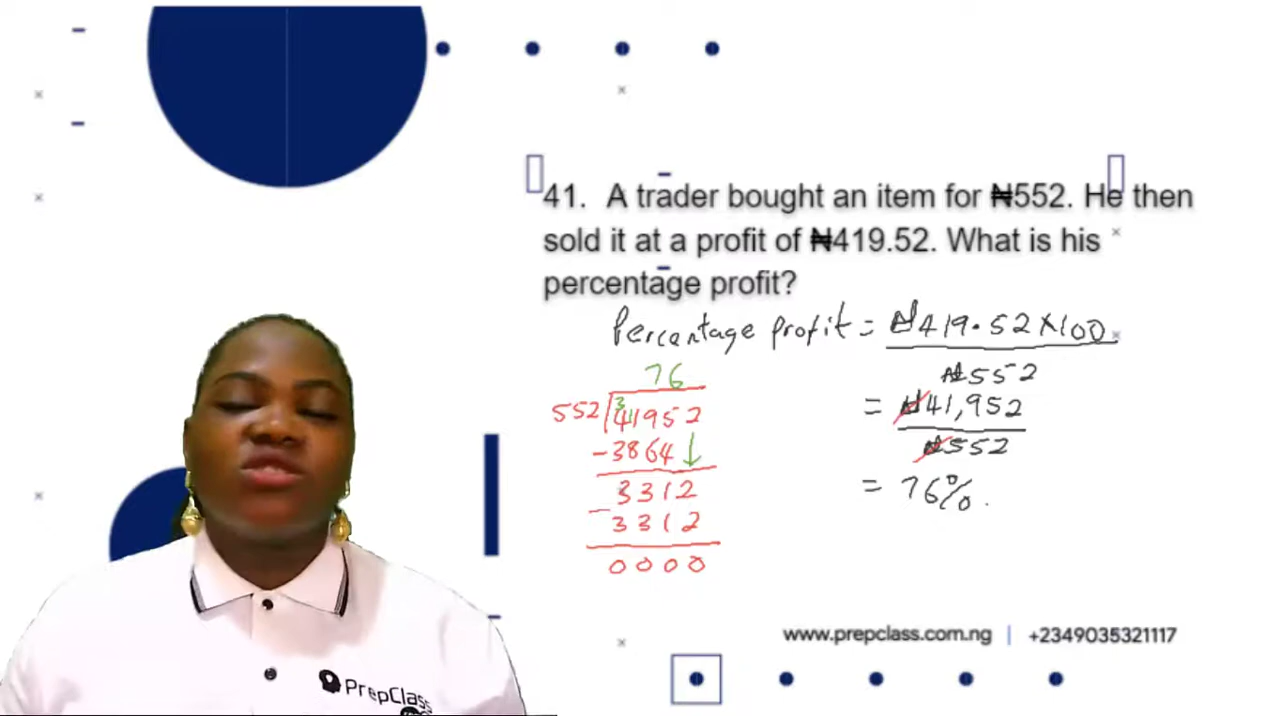 41. A trader bought an item for ₦552. He then
sold it at a profit of ₦419.52. What is his
percentage profit?
Percentage profit = ₦419.52×100
₦552
= ₦41,952
₦552
= 76%.
76
552 41952
3 11
-3864
3312
-3312
0000
www.prepclass.com.ng | +2349035321117
PrepClass